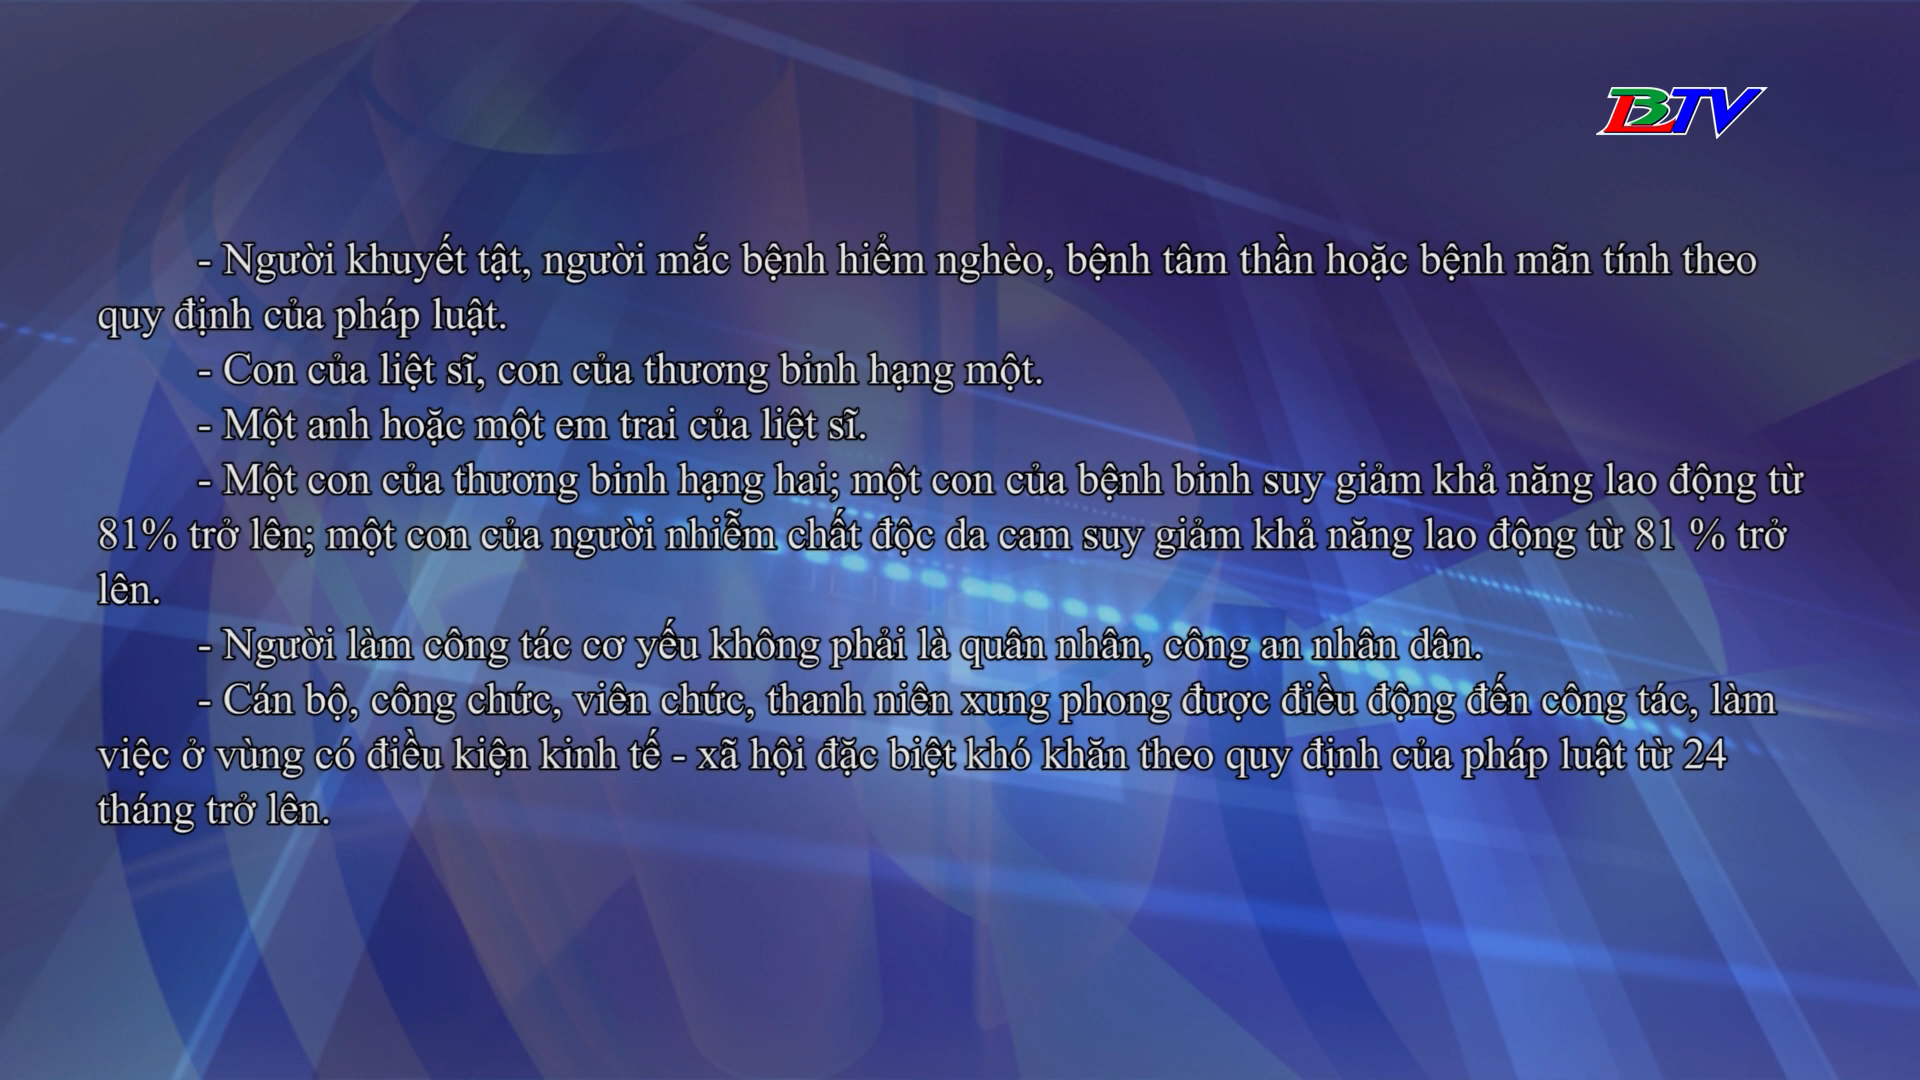 BTV
- Người khuyết tật, người mắc bệnh hiểm nghèo, bệnh tâm thần hoặc bệnh mãn tính theo
quy định của pháp luật.
- Con của liệt sĩ, con của thương binh hạng một.
- Một anh hoặc một em trai của liệt sĩ.
- Một con của thương binh hạng hai; một con của bệnh binh suy giảm khả năng lao động từ
81% trở lên; một con của người nhiễm chất độc da cam suy giảm khả năng lao động từ 81 % trở
lên.
- Người làm công tác cơ yếu không phải là quân nhân, công an nhân dân.
- Cán bộ, công chức, viên chức, thanh niên xung phong được điều động đến công tác, làm
việc ở vùng có điều kiện kinh tế - xã hội đặc biệt khó khăn theo quy định của pháp luật từ 24
tháng trở lên.